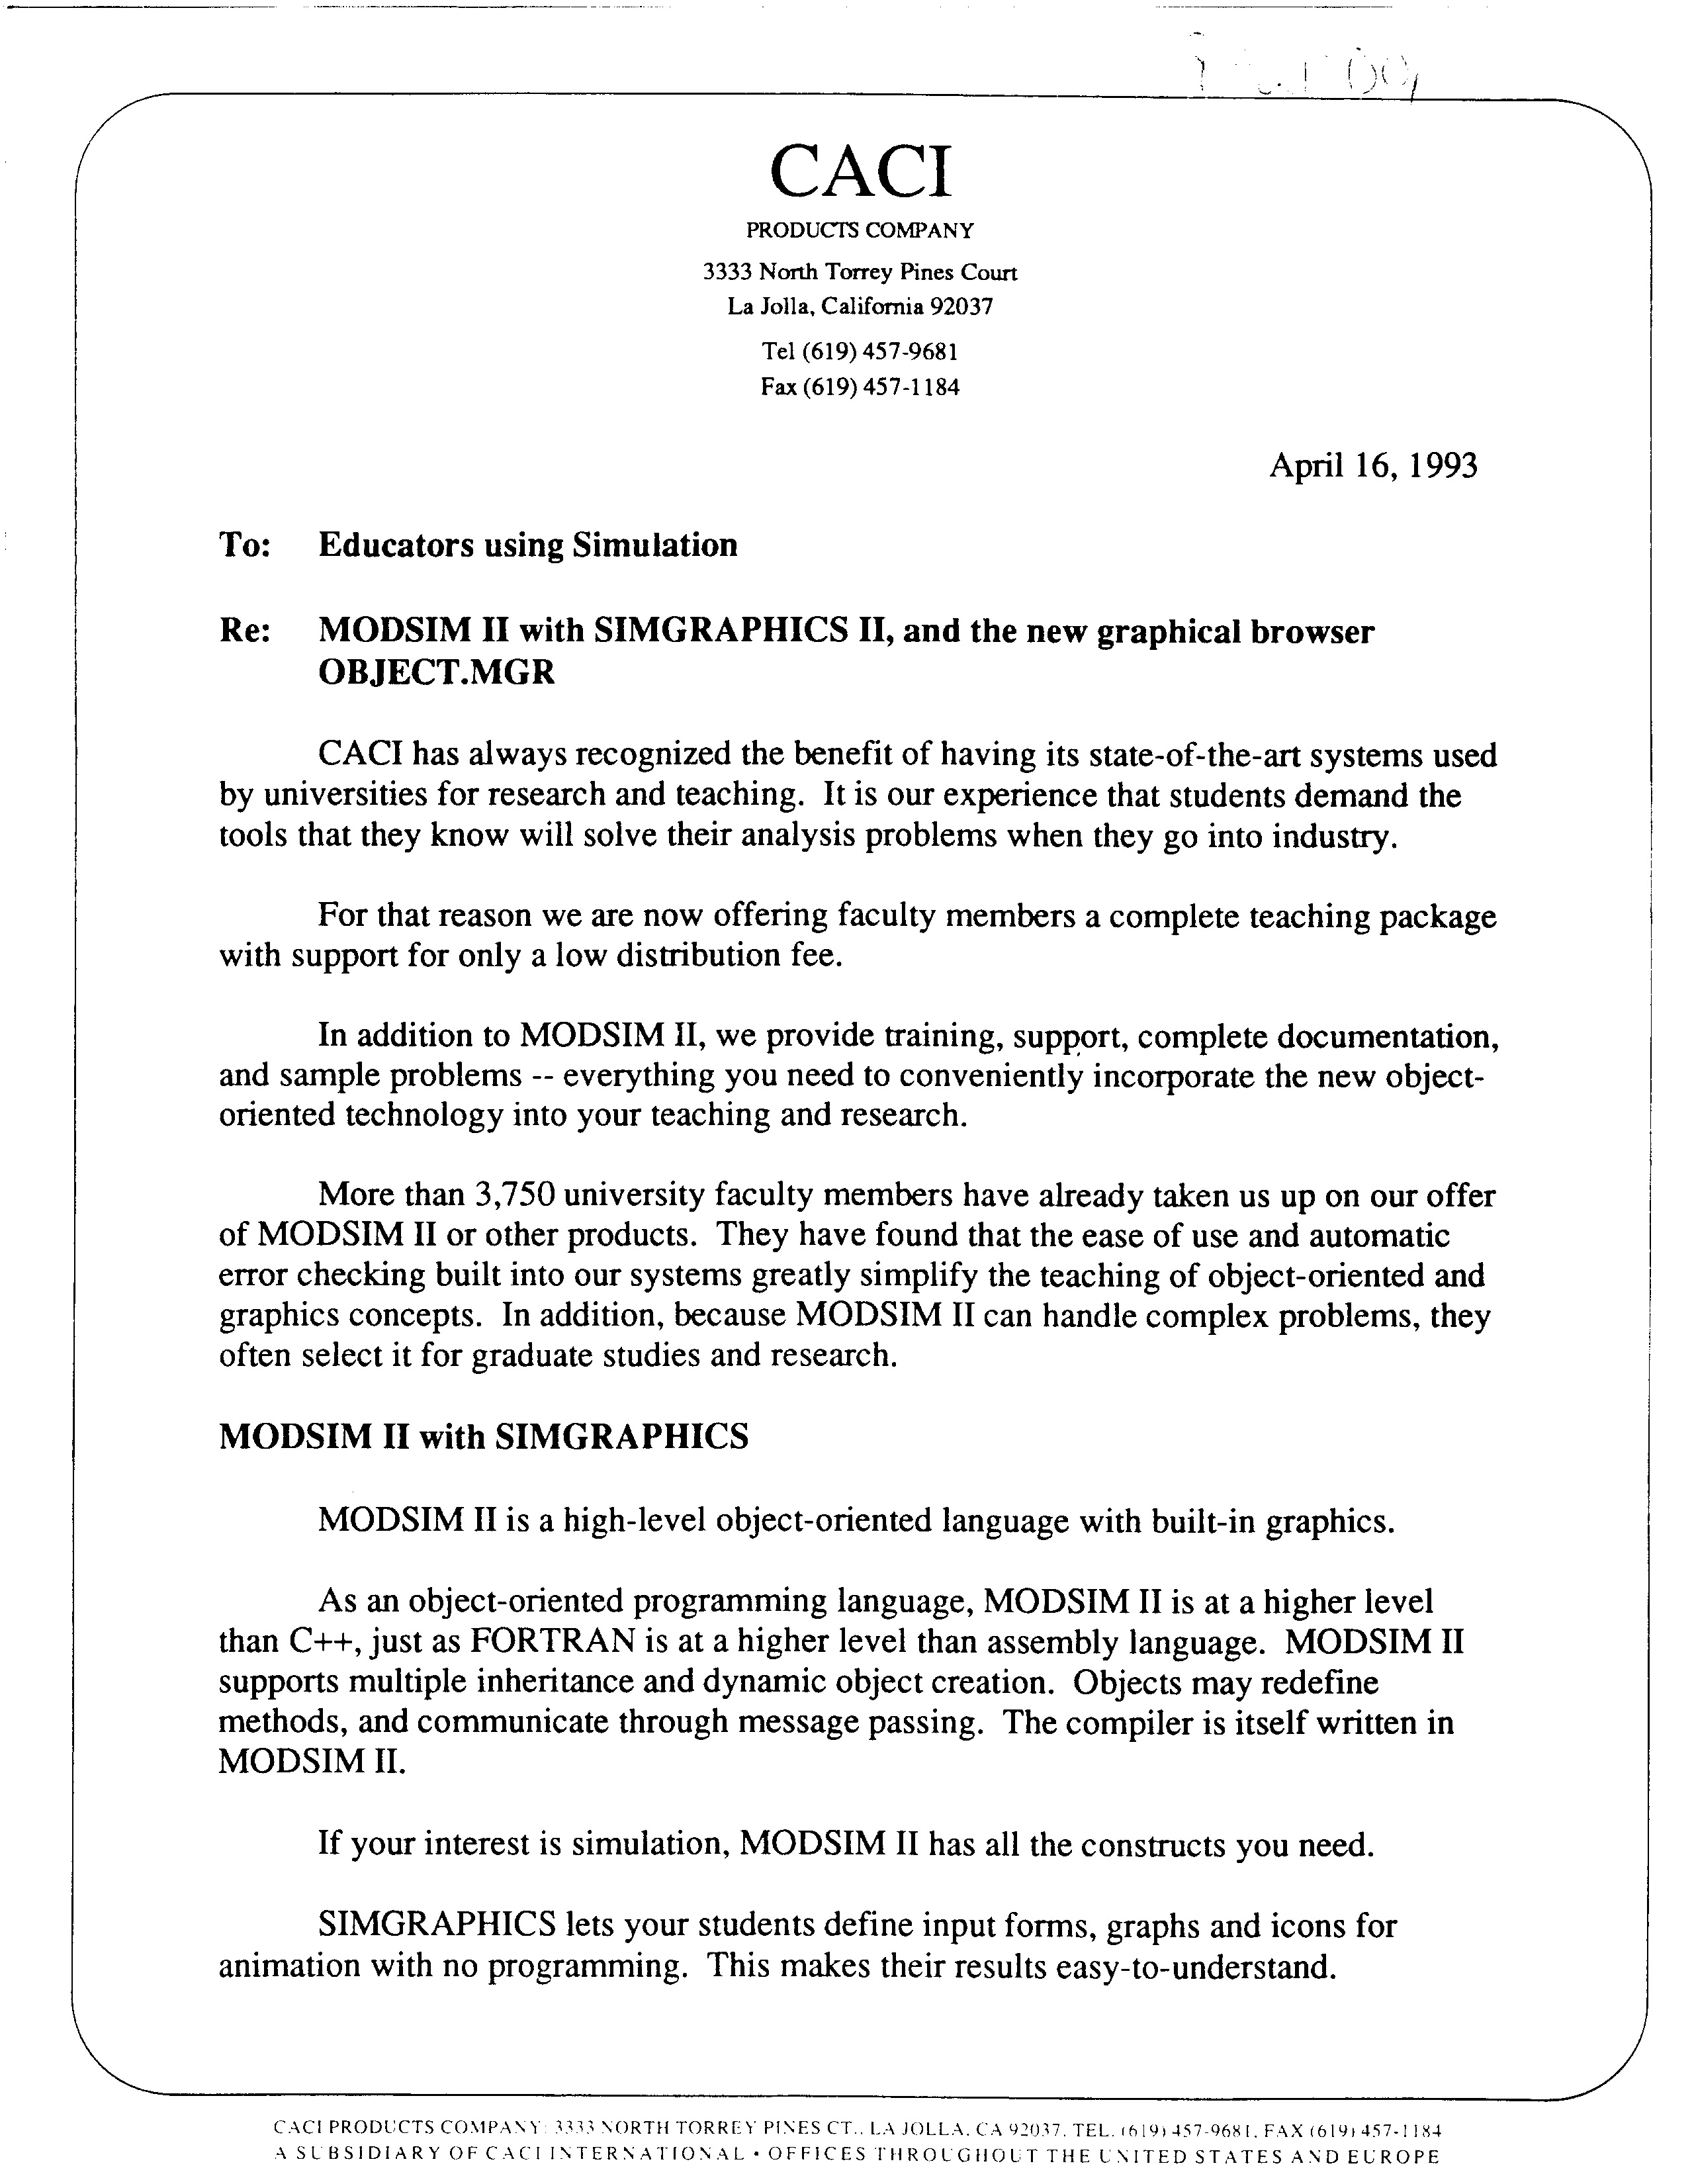 CACI
PRODUCTS COMPANY
3333 North Torrey Pines Court
La Jolla, California 92037
Tel (619) 457-9681
Fax (619) 457-1184
April 16, 1993
To: Educators using Simulation
Re: MODSIM II with SIMGRAPHICS II, and the new graphical browser
OBJECT.MGR
CACI has always recognized the benefit of having its state-of-the-art systems used
by universities for research and teaching. It is our experience that students demand the
tools that they know will solve their analysis problems when they go into industry.
For that reason we are now offering faculty members a complete teaching package
with support for only a low distribution fee.
In addition to MODSIM II, we provide training, support, complete documentation,
and sample problems -- everything you need to conveniently incorporate the new object-
oriented technology into your teaching and research.
More than 3,750 university faculty members have already taken us up on our offer
of MODSIM II or other products. They have found that the ease of use and automatic
error checking built into our systems greatly simplify the teaching of object-oriented and
graphics concepts. In addition, because MODSIM II can handle complex problems, they
often select it for graduate studies and research.
MODSIM II with SIMGRAPHICS
MODSIM II is a high-level object-oriented language with built-in graphics.
As an object-oriented programming language, MODSIM II is at a higher level
than C++, just as FORTRAN is at a higher level than assembly language. MODSIM II
supports multiple inheritance and dynamic object creation. Objects may redefine
methods, and communicate through message passing. The compiler is itself written in
MODSIM II.
If your interest is simulation, MODSIM II has all the constructs you need.
SIMGRAPHICS lets your students define input forms, graphs and icons for
animation with no programming. This makes their results easy-to-understand.
CACI PRODUCTS COMPANY: 3333 NORTH TORREY PINES CT., LA JOLLA, CA 92037, TEL. (619) 457-9681, FAX (619) 457-1184
A SUBSIDIARY OF CACI INTERNATIONAL • OFFICES THROUGHOUT THE UNITED STATES AND EUROPE